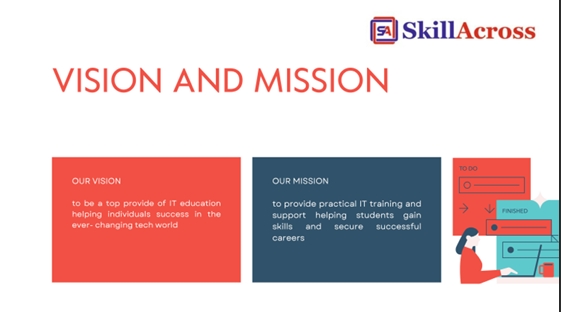 SA SkillAcross
VISION AND MISSION
OUR VISION
to be a top provide of IT education
helping individuals success in the
ever- changing tech world
OUR MISSION
to provide practical IT training and
support helping students gain
skills and secure successful
careers
TO DO
FINISHED